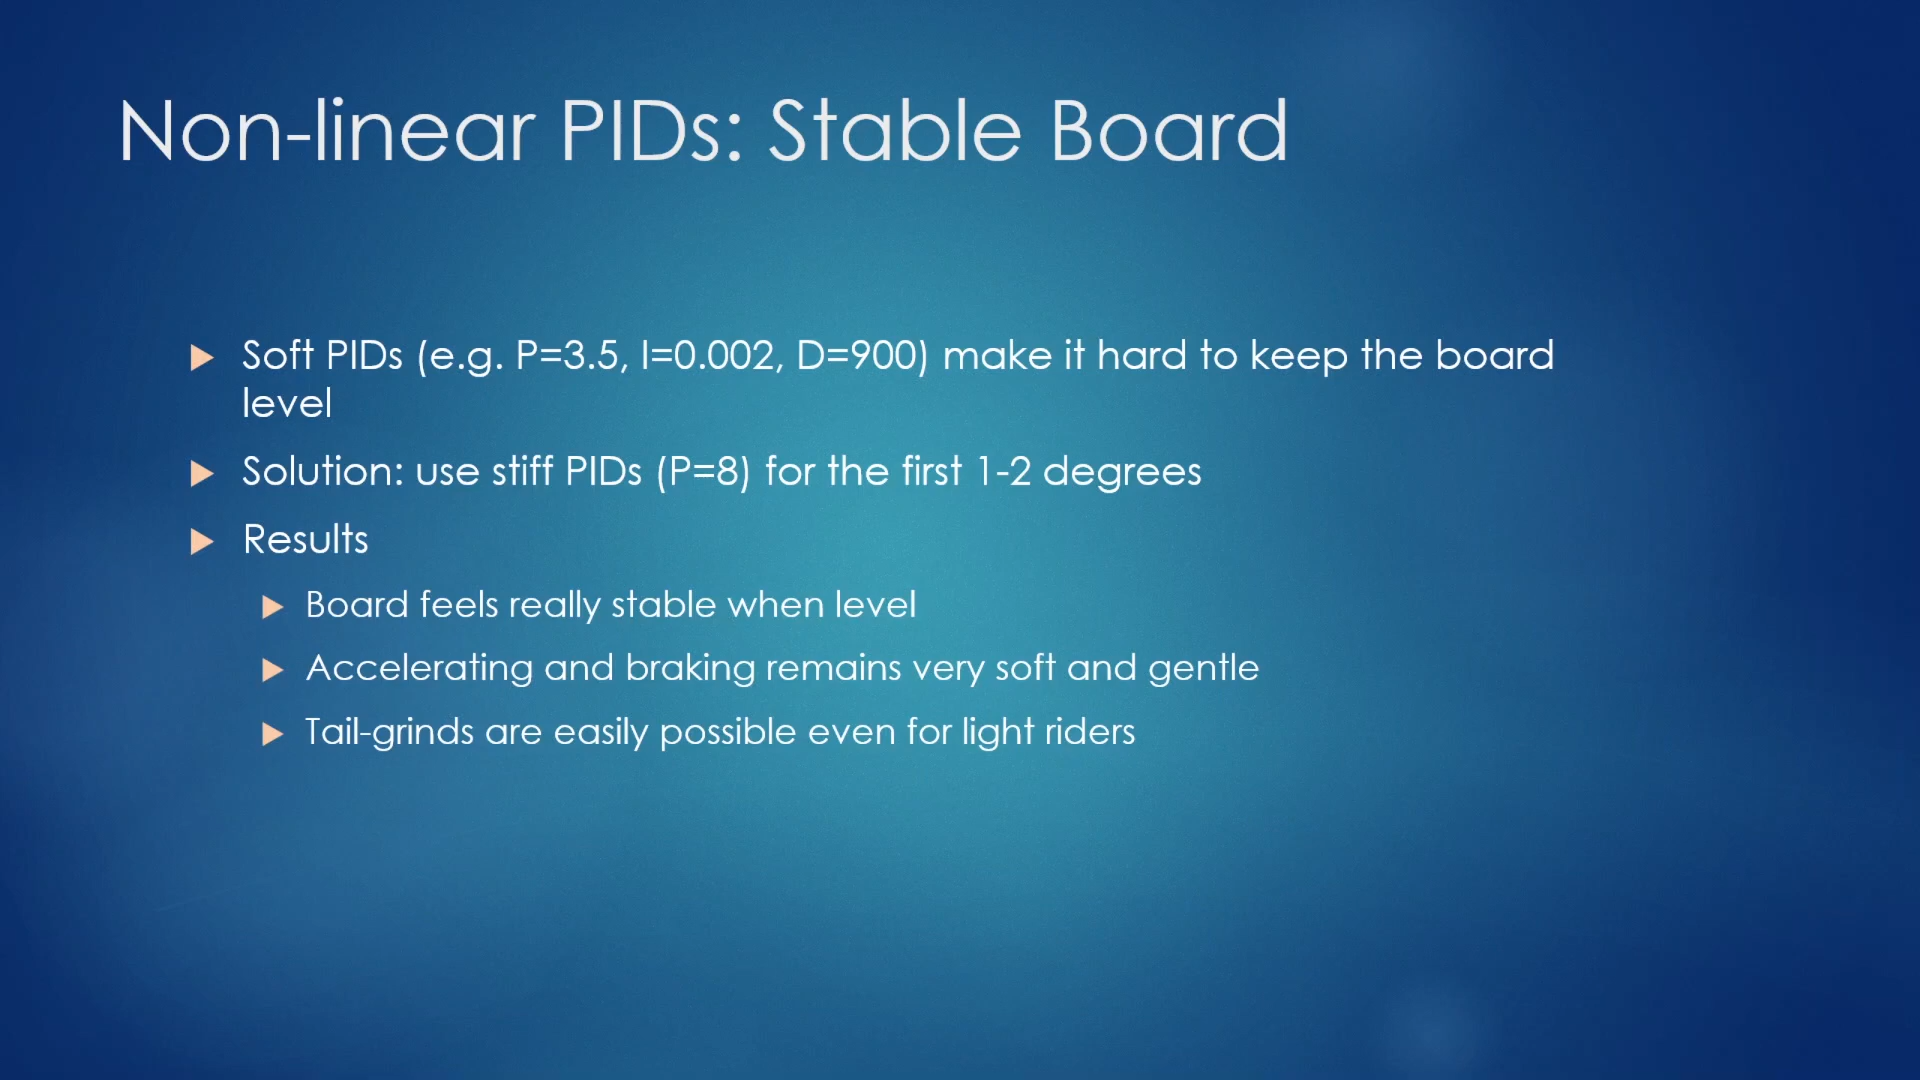 Non-linear PIDs: Stable Board
Soft PIDs (e.g. P=3.5, I=0.002, D=900) make it hard to keep the board
level
Solution: use stiff PIDs (P=8) for the first 1-2 degrees
Results
Board feels really stable when level
Accelerating and braking remains very soft and gentle
Tail-grinds are easily possible even for light riders